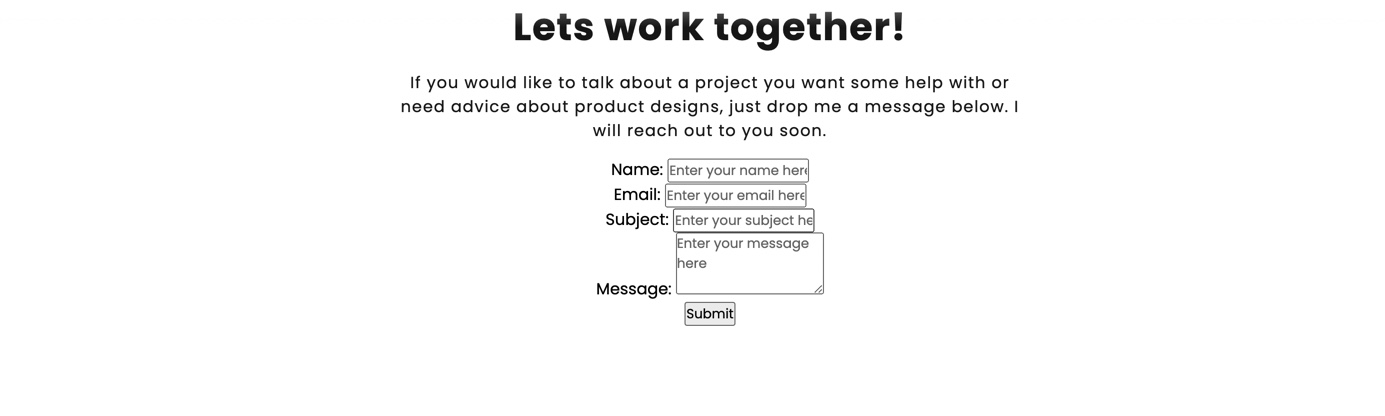 Lets work together!
If you would like to talk about a project you want some help with or
need advice about product designs, just drop me a message below. I
will reach out to you soon.
Name: Enter your name here
Email: Enter your email here
Subject: Enter your subject he
Enter your message
here
Message:
Submit